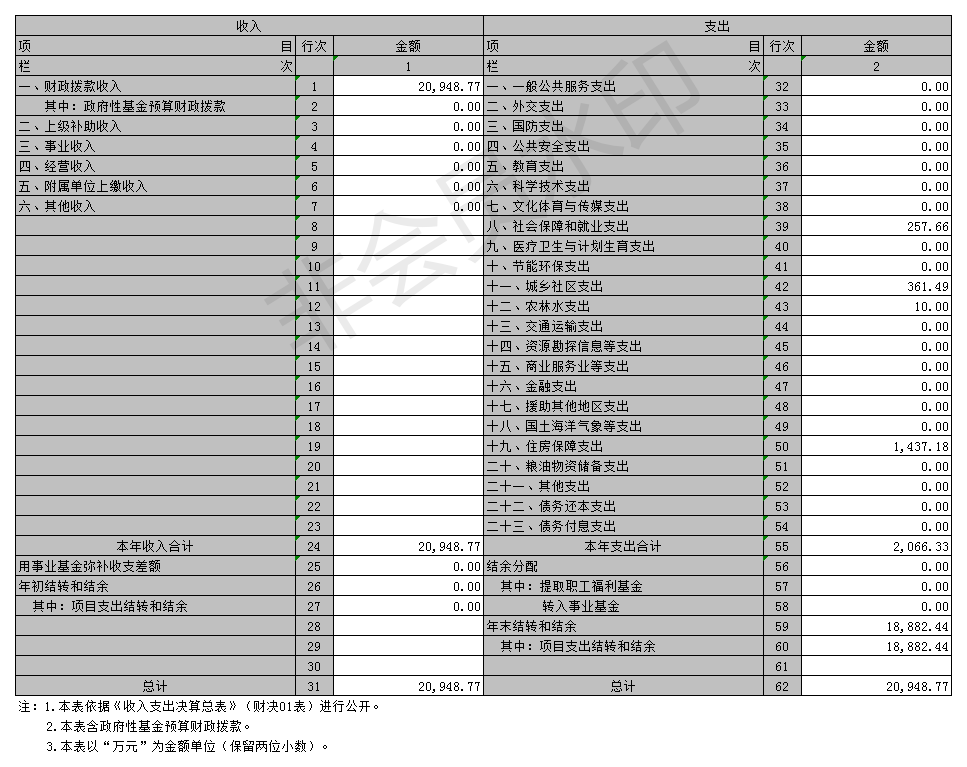 收入 支出
项 目 行次 金额 项 目 行次 金额
栏 次 1 栏 次 2
一、财政拨款收入 1 20,948.77 一、一般公共服务支出 32 0.00
其中：政府性基金预算财政拨款 2 0.00 二、外交支出 33 0.00
二、上级补助收入 3 0.00 三、国防支出 34 0.00
三、事业收入 4 0.00 四、公共安全支出 35 0.00
四、经营收入 5 0.00 五、教育支出 36 0.00
五、附属单位上缴收入 6 0.00 六、科学技术支出 37 0.00
六、其他收入 7 0.00 七、文化体育与传媒支出 38 0.00
8 八、社会保障和就业支出 39 257.66
9 九、医疗卫生与计划生育支出 40 0.00
10 十、节能环保支出 41 0.00
11 十一、城乡社区支出 42 361.49
12 十二、农林水支出 43 10.00
13 十三、交通运输支出 44 0.00
14 十四、资源勘探信息等支出 45 0.00
15 十五、商业服务业等支出 46 0.00
16 十六、金融支出 47 0.00
17 十七、援助其他地区支出 48 0.00
18 十八、国土海洋气象等支出 49 0.00
19 十九、住房保障支出 50 1,437.18
20 二十、粮油物资储备支出 51 0.00
21 二十一、其他支出 52 0.00
22 二十二、债务还本支出 53 0.00
23 二十三、债务付息支出 54 0.00
本年收入合计 24 20,948.77 本年支出合计 55 2,066.33
用事业基金弥补收支差额 25 0.00 结余分配 56 0.00
年初结转和结余 26 0.00 其中：提取职工福利基金 57 0.00
其中：项目支出结转和结余 27 0.00 转入事业基金 58 0.00
28 年末结转和结余 59 18,882.44
29 其中：项目支出结转和结余 60 18,882.44
30 61
总计 31 20,948.77 总计 62 20,948.77
注：1.本表依据《收入支出决算总表》（财决01表）进行公开。
2.本表含政府性基金预算财政拨款。
3.本表以“万元”为金额单位（保留两位小数）。
非会员水印